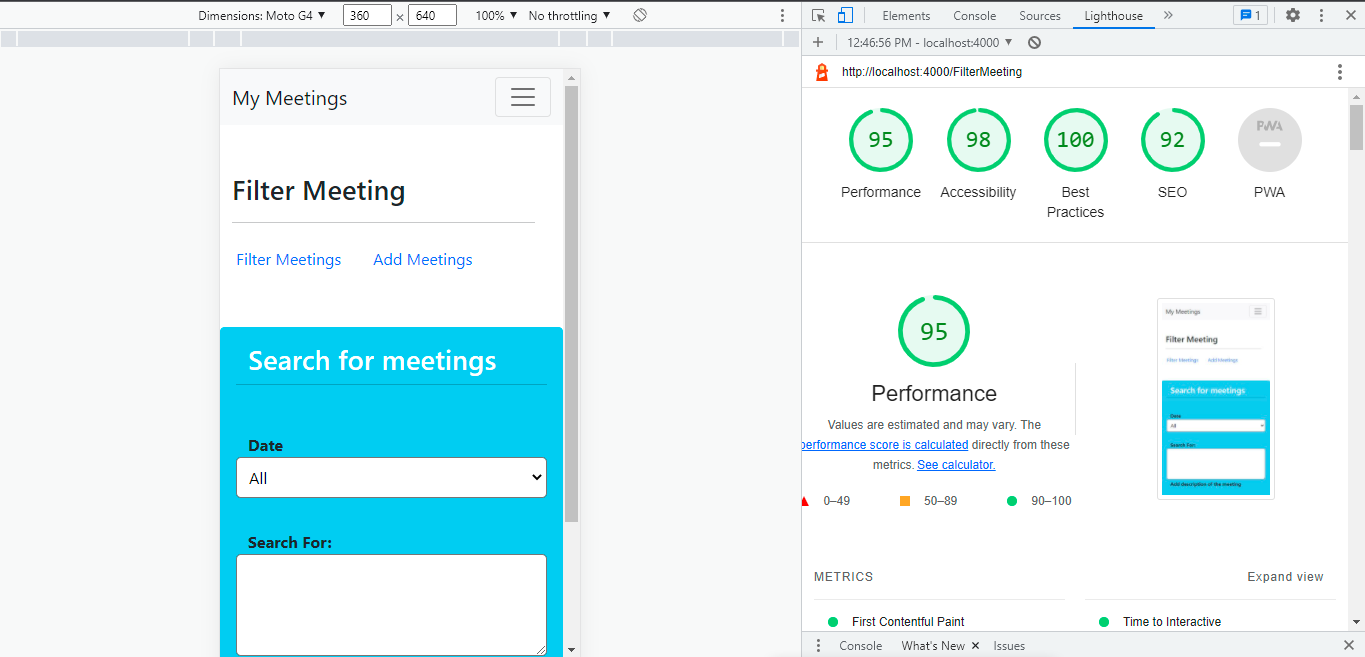 Dimensions: Moto G4 ▼ 360 × 640 100% ▼ No throttling ▼
Elements Console Sources Lighthouse » 1
12:46:56 PM - localhost:4000 ▼
http://localhost:4000/FilterMeeting
My Meetings
Filter Meeting
Filter Meetings Add Meetings
Search for meetings
Date
All
Search For:
95 98 100 92 PWA
Performance Accessibility Best Practices SEO PWA
95
Performance
Values are estimated and may vary. The
performance score is calculated directly from these
metrics. See calculator.
0–49 50–89 90–100
My Meetings
Filter Meeting
Filter Meetings Add Meetings
Search for meetings
Date
All
Search For:
Add description of the meeting
METRICS Expand view
First Contentful Paint Time to Interactive
Console What's New × Issues